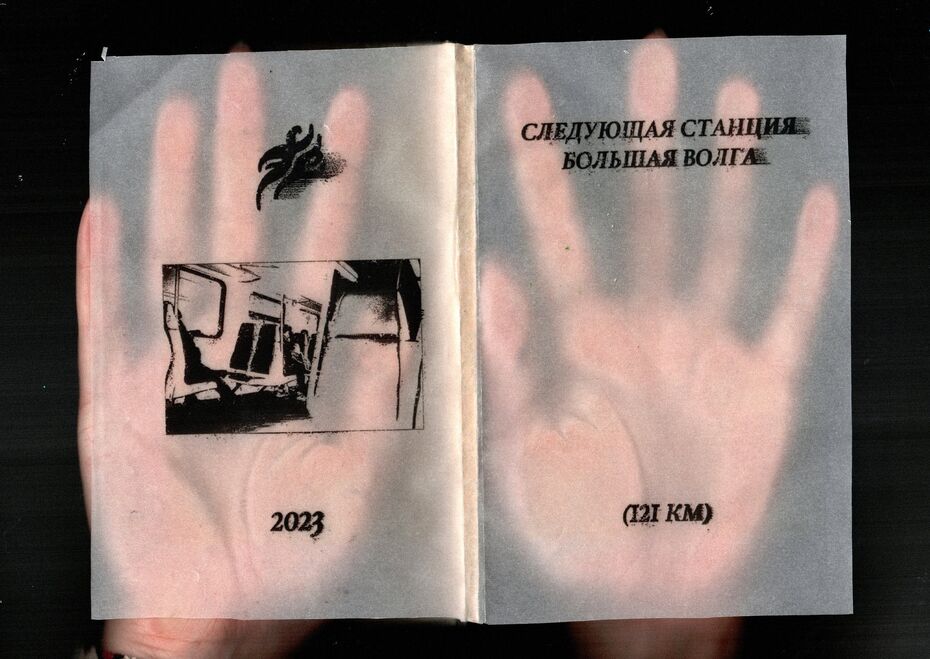 СЛЕДУЮЩАЯ СТАНЦИЯ
БОЛЬШАЯ ВОЛГА
2023
(121 КМ)